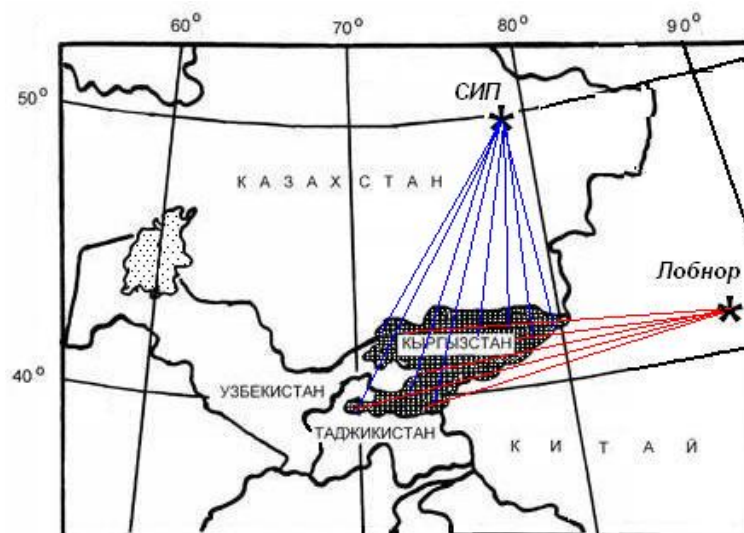 60° 70° 80° 90°
50°
СИП
КАЗАХСТАН
Лобнор
КЫРГЫЗСТАН
40°
УЗБЕКИСТАН
ТАДЖИКИСТАН
КИТАЙ